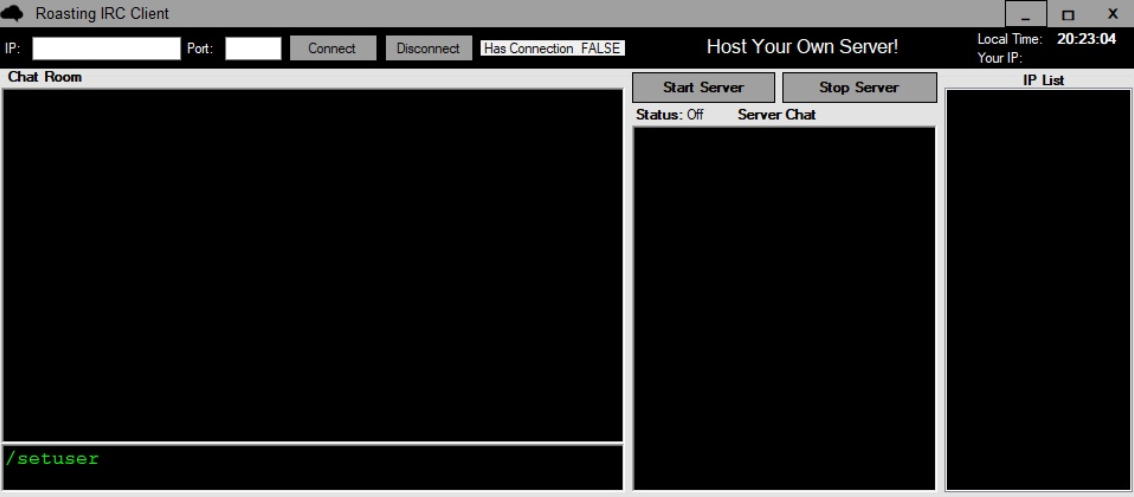 Roasting IRC Client
_ □ X
IP: Port: Connect Disconnect Has Connection FALSE Host Your Own Server! Local Time: 20:23:04
Your IP:
Chat Room
Start Server Stop Server IP List
Status: Off Server Chat
/setuser